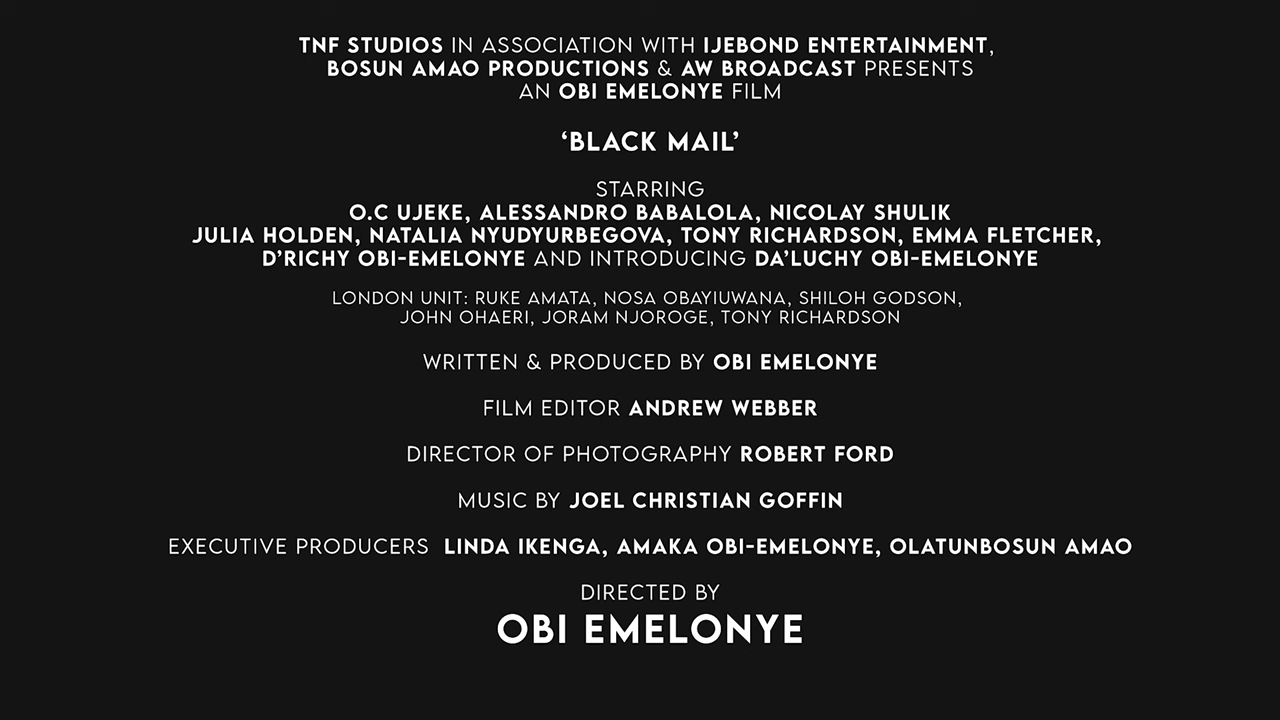 TNF STUDIOS IN ASSOCIATION WITH IJEBOND ENTERTAINMENT,
BOSUN AMAO PRODUCTIONS & AW BROADCAST PRESENTS
AN OBI EMELONYE FILM
‘BLACK MAIL’
STARRING
O.C UJEKE, ALESSANDRO BABALOLA, NICOLAY SHULIK
JULIA HOLDEN, NATALIA NYUDYURBEGOVA, TONY RICHARDSON, EMMA FLETCHER,
D’RICHY OBI-EMELONYE AND INTRODUCING DA’LUCHY OBI-EMELONYE
LONDON UNIT: RUKE AMATA, NOSA OBAYIUWANA, SHILOH GODSON,
JOHN OHAERI, JORAM NJOROGE, TONY RICHARDSON
WRITTEN & PRODUCED BY OBI EMELONYE
FILM EDITOR ANDREW WEBBER
DIRECTOR OF PHOTOGRAPHY ROBERT FORD
MUSIC BY JOEL CHRISTIAN GOFFIN
EXECUTIVE PRODUCERS LINDA IKENGA, AMAKA OBI-EMELONYE, OLATUNBOSUN AMAO
DIRECTED BY
OBI EMELONYE